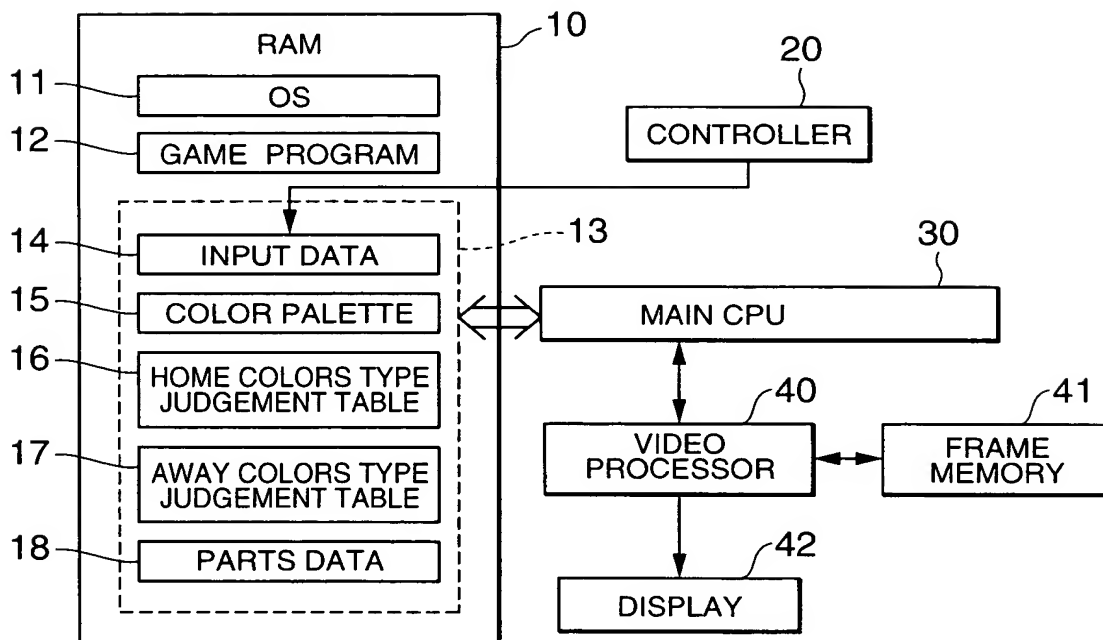 RAM
10
11
OS
12
GAME PROGRAM
20
CONTROLLER
13
14
INPUT DATA
15
COLOR PALETTE
30
MAIN CPU
16
HOME COLORS TYPE
JUDGEMENT TABLE
17
AWAY COLORS TYPE
JUDGEMENT TABLE
18
PARTS DATA
40
VIDEO
PROCESSOR
41
FRAME
MEMORY
42
DISPLAY